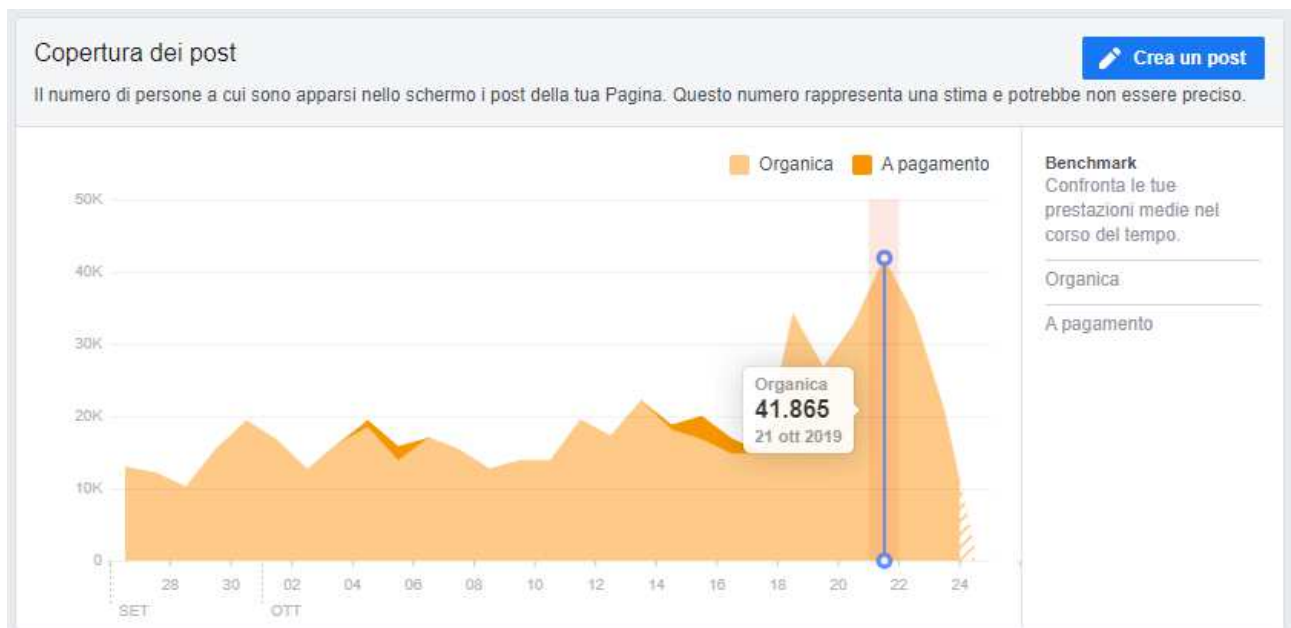 Copertura dei post
Crea un post
Il numero di persone a cui sono apparsi nello schermo i post della tua Pagina. Questo numero rappresenta una stima e potrebbe non essere preciso.
Organica A pagamento
50K
40K
30K
20K
10K
0
Organica
41.865
21 ott 2019
28 30 02 04 06 08 10 12 14 16 18 20 22 24
SET OTT
Benchmark
Confronta le tue
prestazioni medie nel
corso del tempo.
Organica
A pagamento